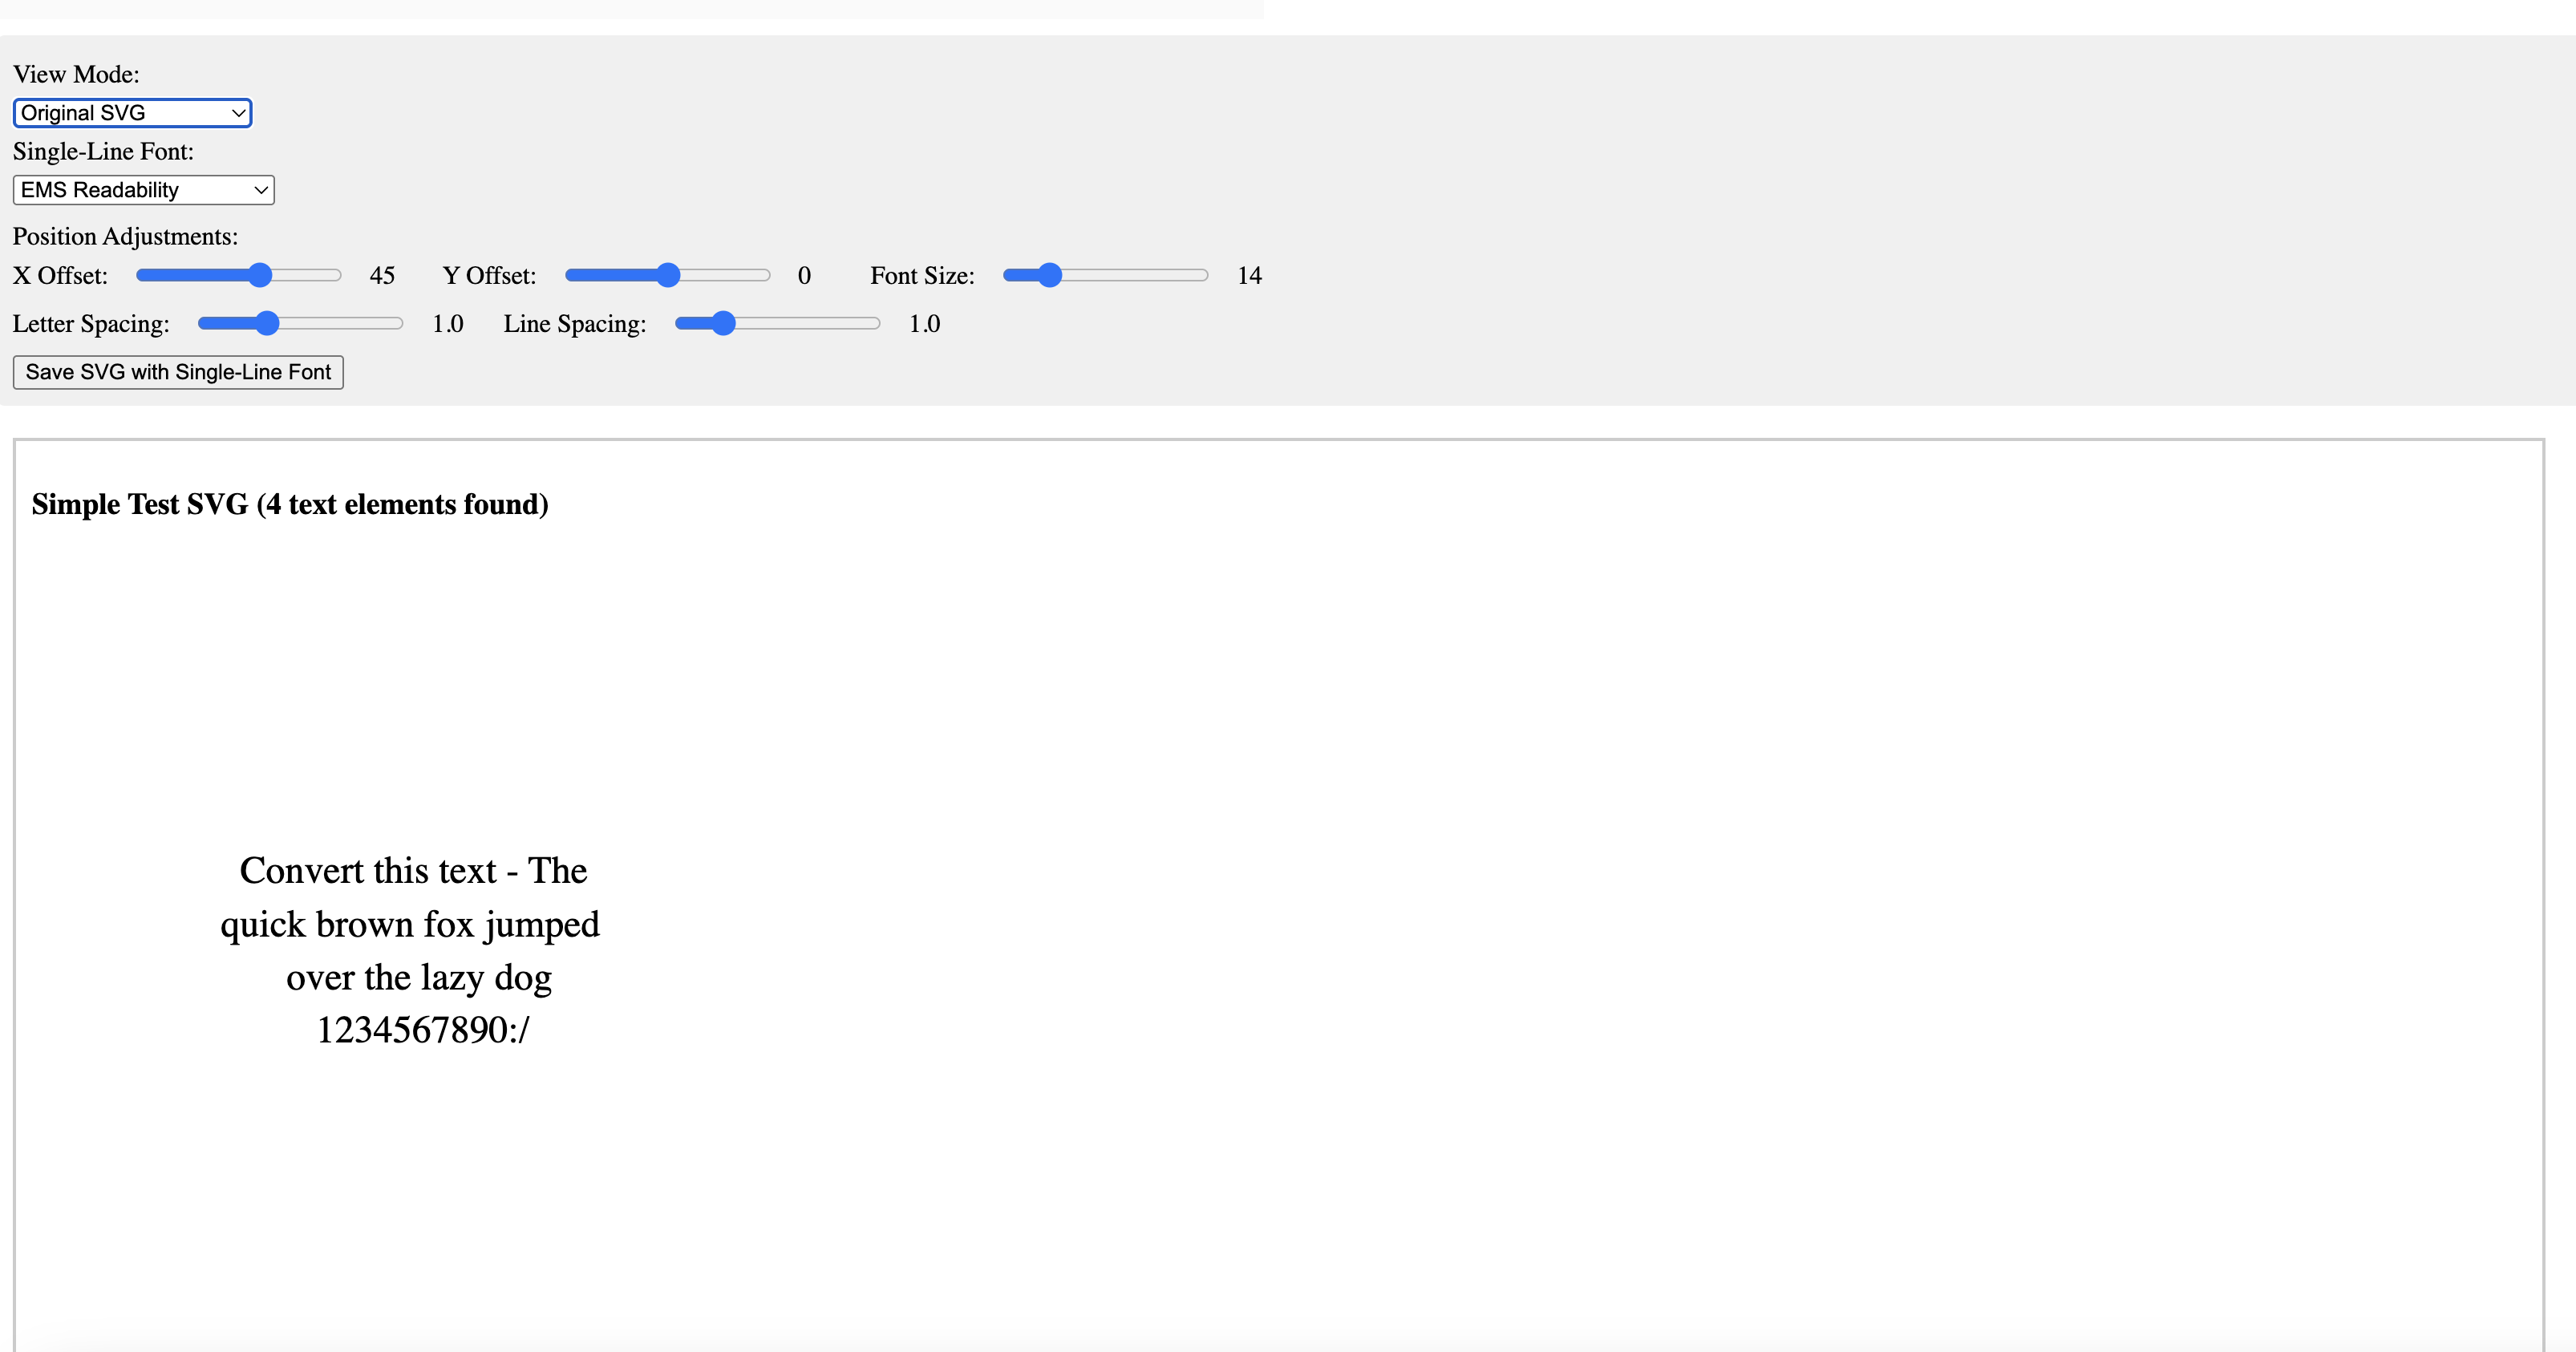 View Mode:
Original SVG
Single-Line Font:
EMS Readability
Position Adjustments:
X Offset: 45 Y Offset: 0 Font Size: 14
Letter Spacing: 1.0 Line Spacing: 1.0
Save SVG with Single-Line Font
Simple Test SVG (4 text elements found)
Convert this text - The
quick brown fox jumped
over the lazy dog
1234567890:/